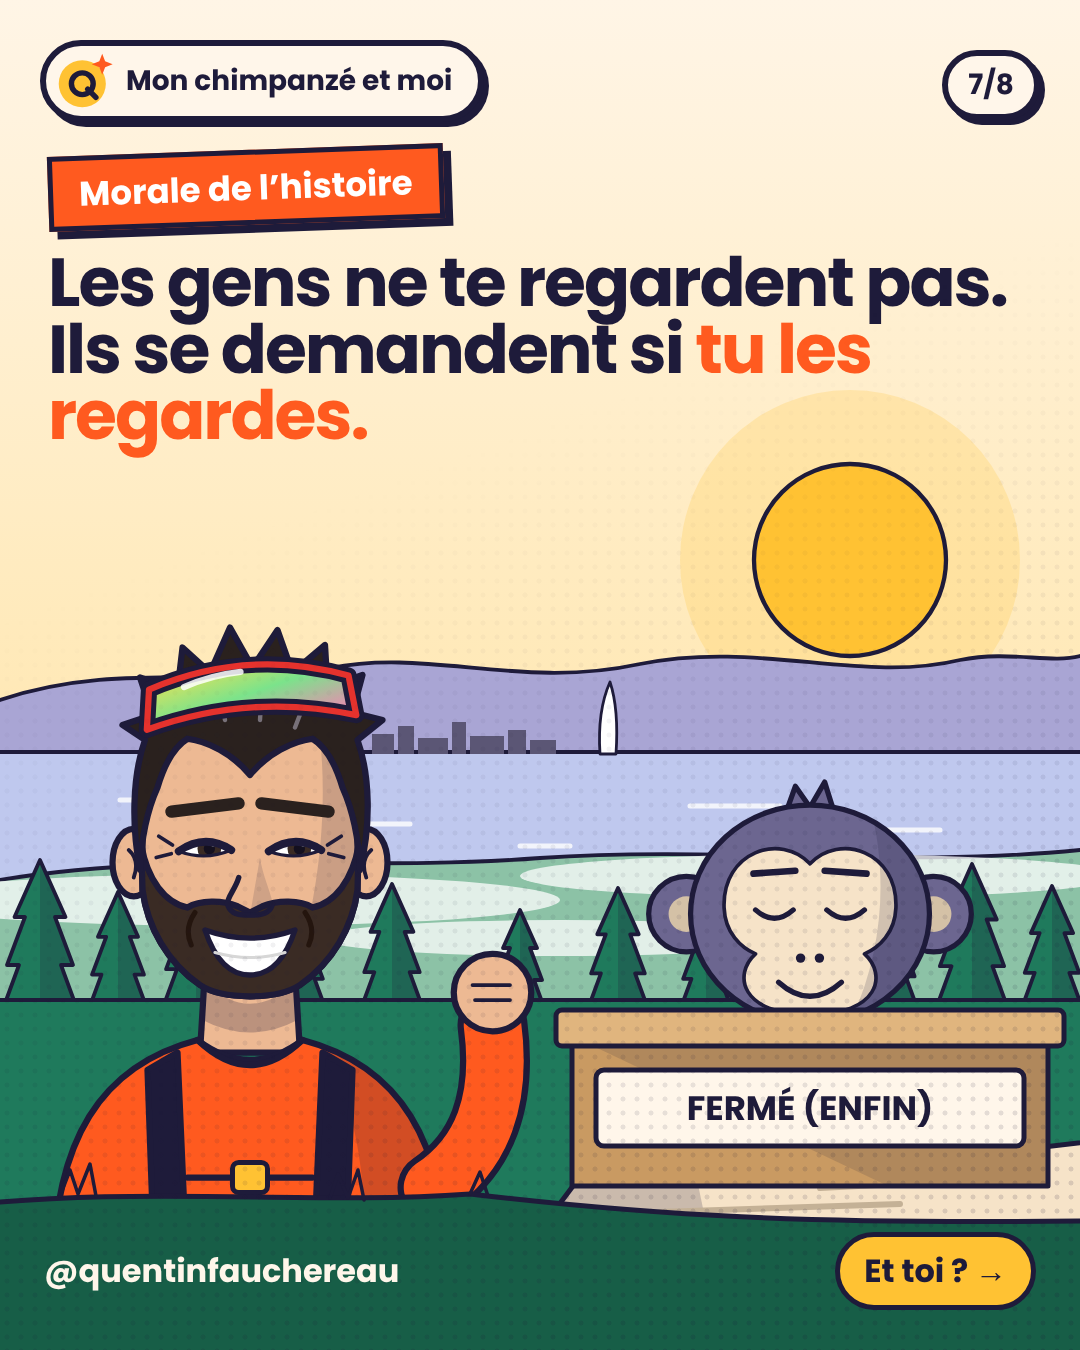 Q
Mon chimpanzé et moi
7/8
Morale de l’histoire
Les gens ne te regardent pas.
Ils se demandent si tu les
regardes.
FERMÉ (ENFIN)
@quentinfauchereau
Et toi ? →